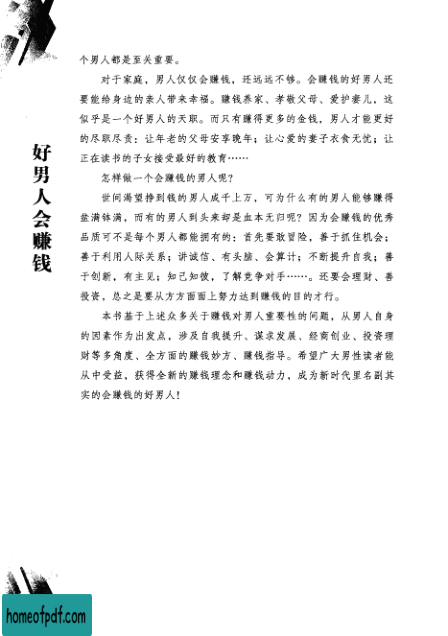 好男人会赚钱
个男人都是至关重要。
对于家庭，男人仅仅会赚钱，还远远不够。会赚钱的好男人还
要能给身边的亲人带来幸福。赚钱养家、孝敬父母、爱护妻儿，这
似乎是一个好男人的天职。而只有赚得更多的金钱，男人才能更好
的尽职尽责：让年老的父母安享晚年；让心爱的妻子衣食无忧；让
正在读书的子女接受最好的教育……
怎样做一个会赚钱的男人呢？
世间渴望挣到钱的男人成千上万，可为什么有的男人能够赚得
盆满钵满，而有的男人到头来却是血本无归呢？因为会赚钱的优秀
品质可不是每个男人都能拥有的：首先要敢冒险，善于抓住机会；
善于利用人际关系；讲诚信、有头脑、会算计；不断提升自我；善
于创新，有主见；知己知彼，了解竞争对手……。还要会理财、善
投资，总之是要从方方面面上努力达到赚钱的目的才行。
本书基于上述众多关于赚钱对男人重要性的问题，从男人自身
的因素作为出发点，涉及自我提升、谋求发展、经商创业、投资理
财等多角度、全方面的赚钱妙方、赚钱指导。希望广大男性读者能
从中受益，获得全新的赚钱理念和赚钱动力，成为新时代里名副其
实的会赚钱的好男人！
homeofpdf.com